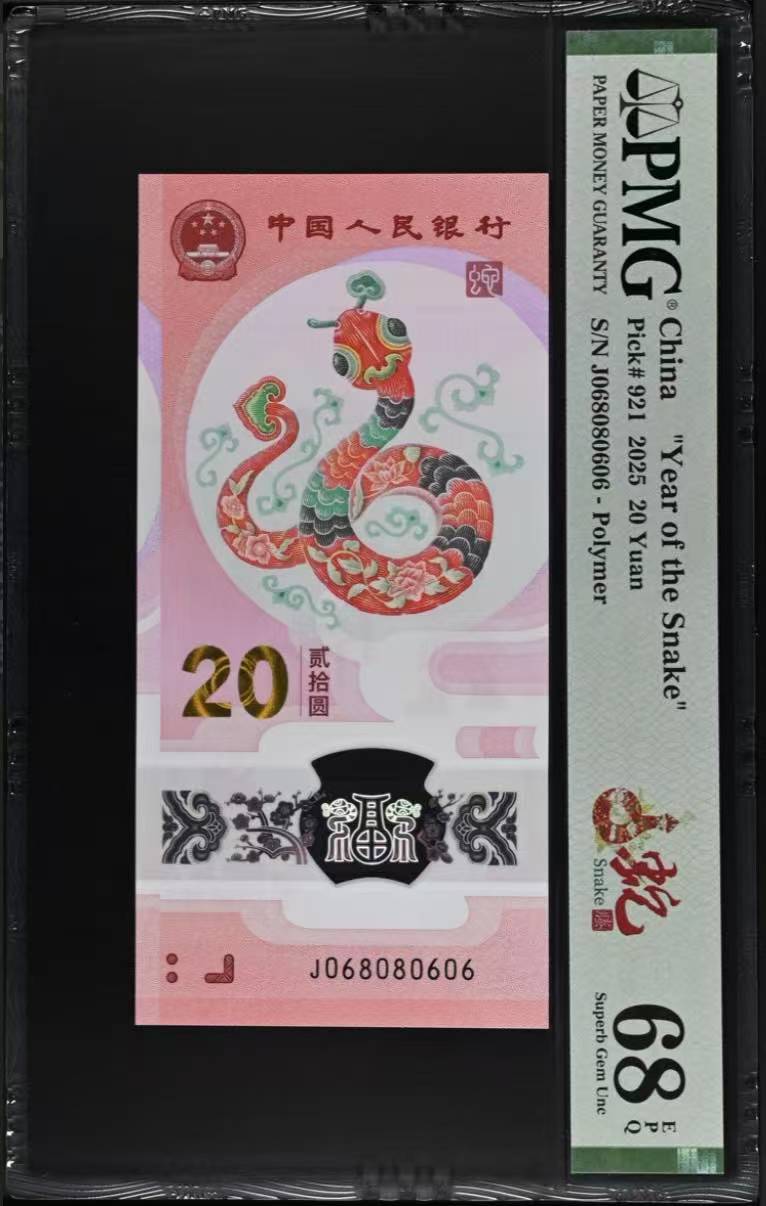 中国人民银行
蛇
20
贰拾圆
福
J068080606
PMG
®
PAPER MONEY GUARANTY
China "Year of the Snake"
Pick# 921 2025 20 Yuan
S/N J068080606 - Polymer
蛇
Snake
68
EPQ
Superb Gem Unc